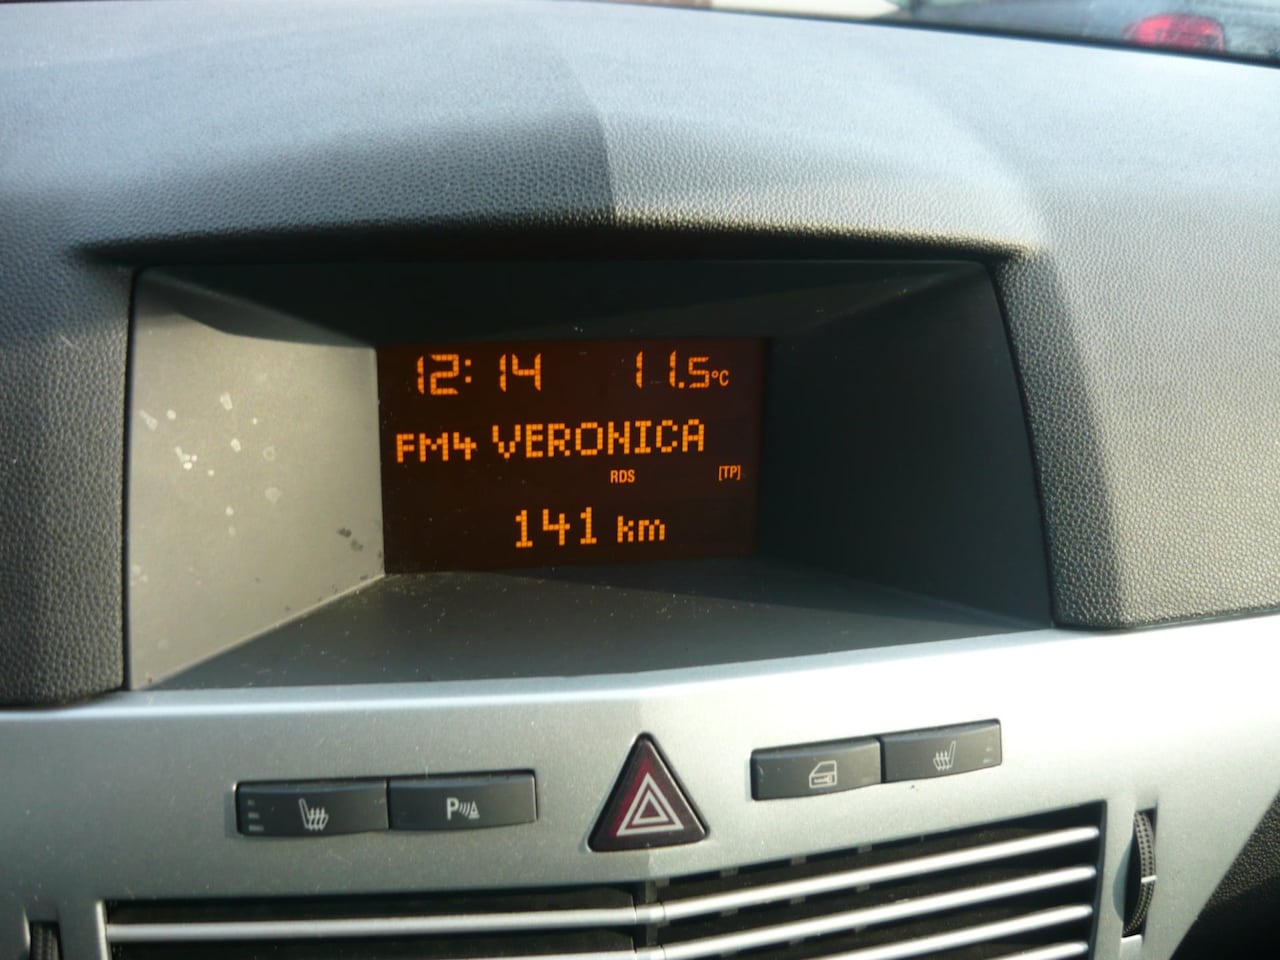 12:14 11.5°C
FM4 VERONICA
RDS [TP]
141 km
P